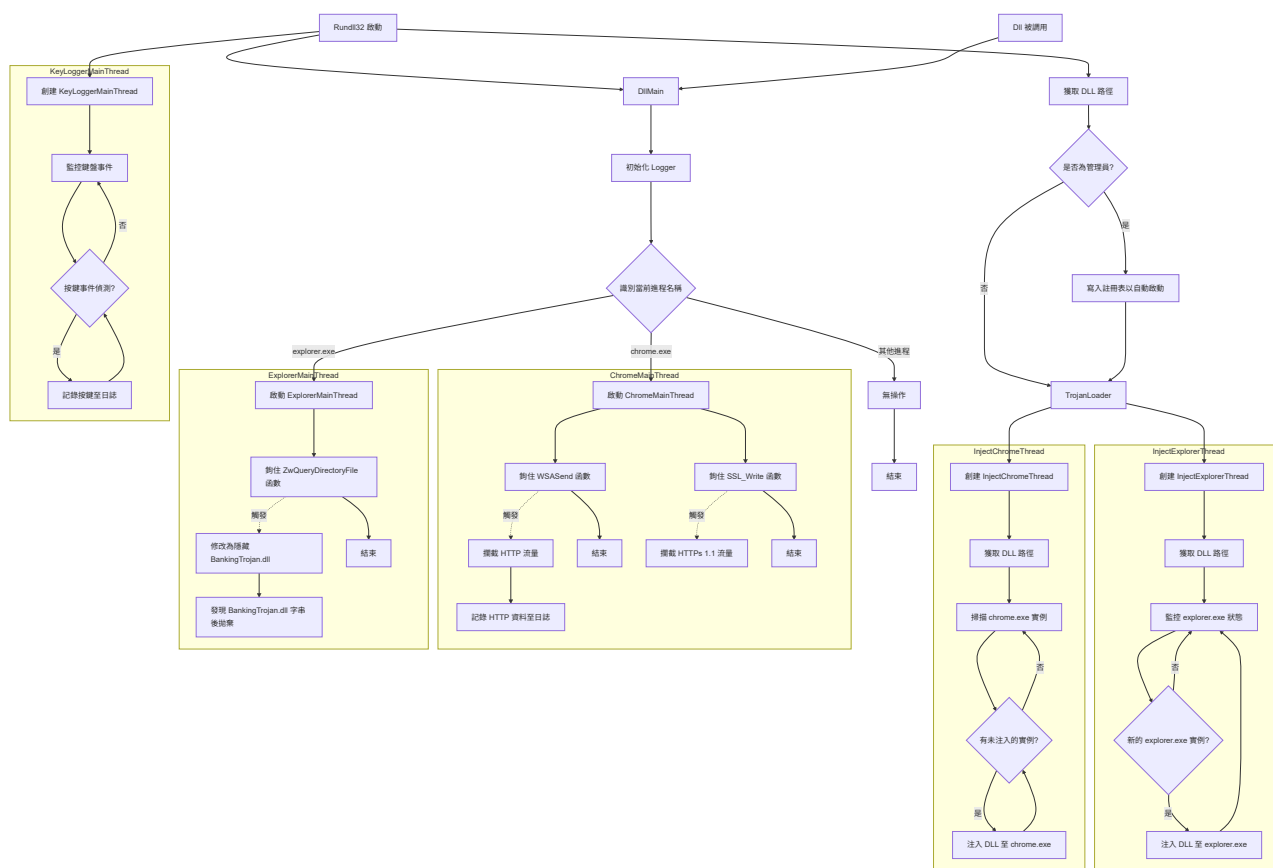 Rundll32 啟動
Dll 被調用
KeyLoggerMainThread
創建 KeyLoggerMainThread
DllMain
獲取 DLL 路徑
監控鍵盤事件
初始化 Logger
是否為管理員?
否
是
按鍵事件偵測?
識別當前進程名稱
否
寫入註冊表以自動啟動
是
explorer.exe
chrome.exe
其他進程
記錄按鍵至日誌
ExplorerMainThread
啟動 ExplorerMainThread
ChromeMainThread
啟動 ChromeMainThread
無操作
TrojanLoader
InjectChromeThread
創建 InjectChromeThread
InjectExplorerThread
創建 InjectExplorerThread
鉤住 ZwQueryDirectoryFile
函數
鉤住 WSASend 函數
鉤住 SSL_Write 函數
結束
觸發
觸發
觸發
修改為隱藏
BankingTrojan.dll
結束
攔截 HTTP 流量
結束
攔截 HTTPs 1.1 流量
結束
獲取 DLL 路徑
獲取 DLL 路徑
發現 BankingTrojan.dll 字串
後拋棄
記錄 HTTP 資料至日誌
掃描 chrome.exe 實例
監控 explorer.exe 狀態
否
否
有未注入的實例?
新的 explorer.exe 實例?
是
是
注入 DLL 至 chrome.exe
注入 DLL 至 explorer.exe